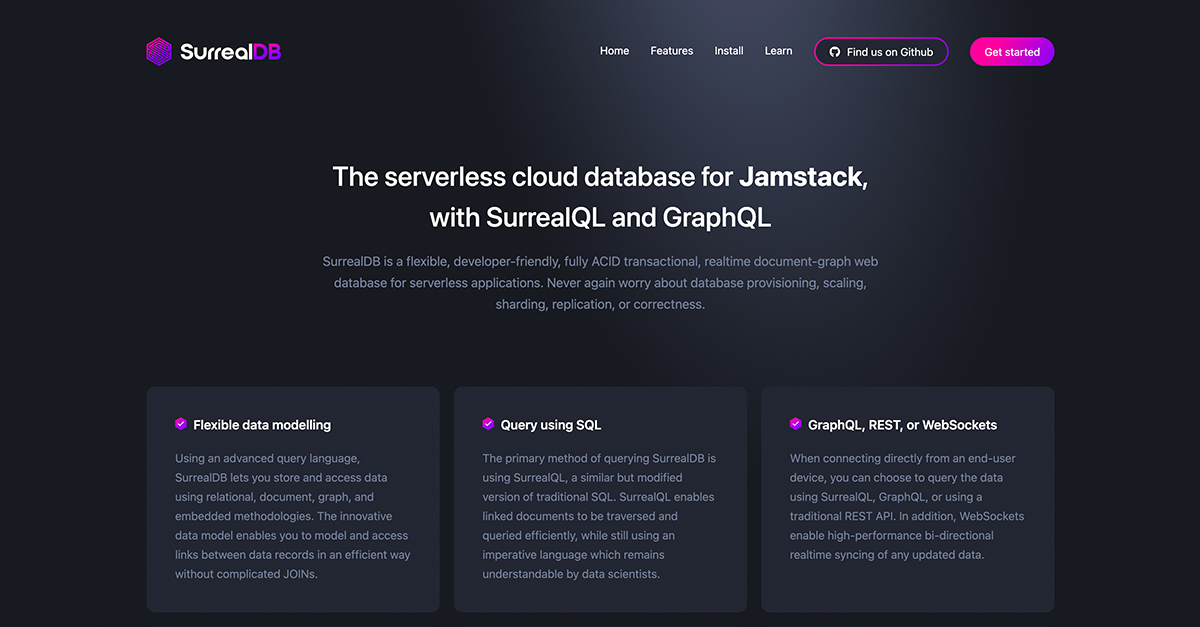 SurrealDB
Home Features Install Learn Find us on Github Get started
The serverless cloud database for Jamstack,
with SurrealQL and GraphQL
SurrealDB is a flexible, developer-friendly, fully ACID transactional, realtime document-graph web
database for serverless applications. Never again worry about database provisioning, scaling,
sharding, replication, or correctness.
Flexible data modelling
Using an advanced query language,
SurrealDB lets you store and access data
using relational, document, graph, and
embedded methodologies. The innovative
data model enables you to model and access
links between data records in an efficient way
without complicated JOINs.
Query using SQL
The primary method of querying SurrealDB is
using SurrealQL, a similar but modified
version of traditional SQL. SurrealQL enables
linked documents to be traversed and
queried efficiently, while still using an
imperative language which remains
understandable by data scientists.
GraphQL, REST, or WebSockets
When connecting directly from an end-user
device, you can choose to query the data
using SurrealQL, GraphQL, or using a
traditional REST API. In addition, WebSockets
enable high-performance bi-directional
realtime syncing of any updated data.